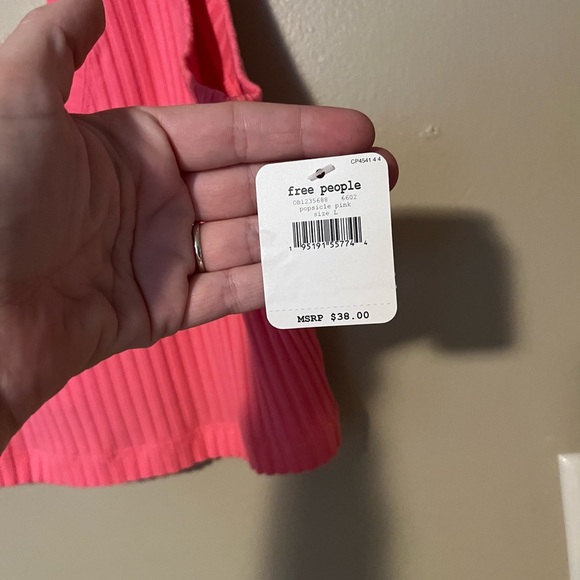 CP4541 4 4
free people
OB1235688 6602
popsicle pink
size L
1 95191 55774 4
MSRP $38.00